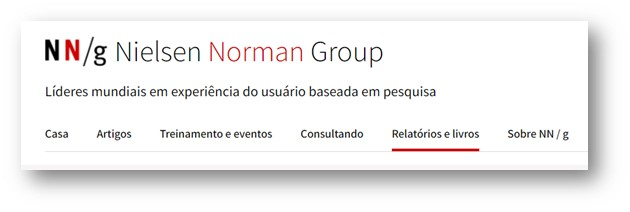 NN/g Nielsen Norman Group
Líderes mundiais em experiência do usuário baseada em pesquisa
Casa Artigos Treinamento e eventos Consultando Relatórios e livros Sobre NN / g